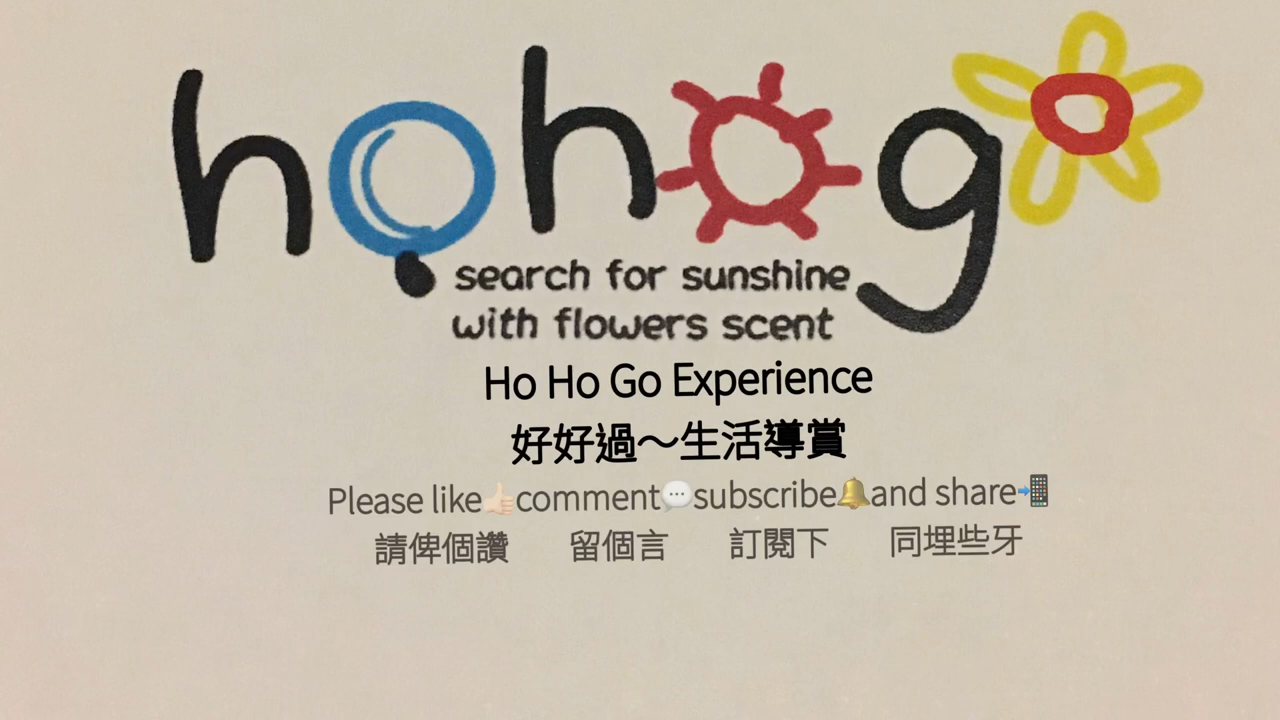 hohogo
search for sunshine
with flowers scent
Ho Ho Go Experience
好好過～生活導賞
Please like👍🏻comment💬subscribe🔔and share📲
請俾個讚 留個言 訂閱下 同埋些牙